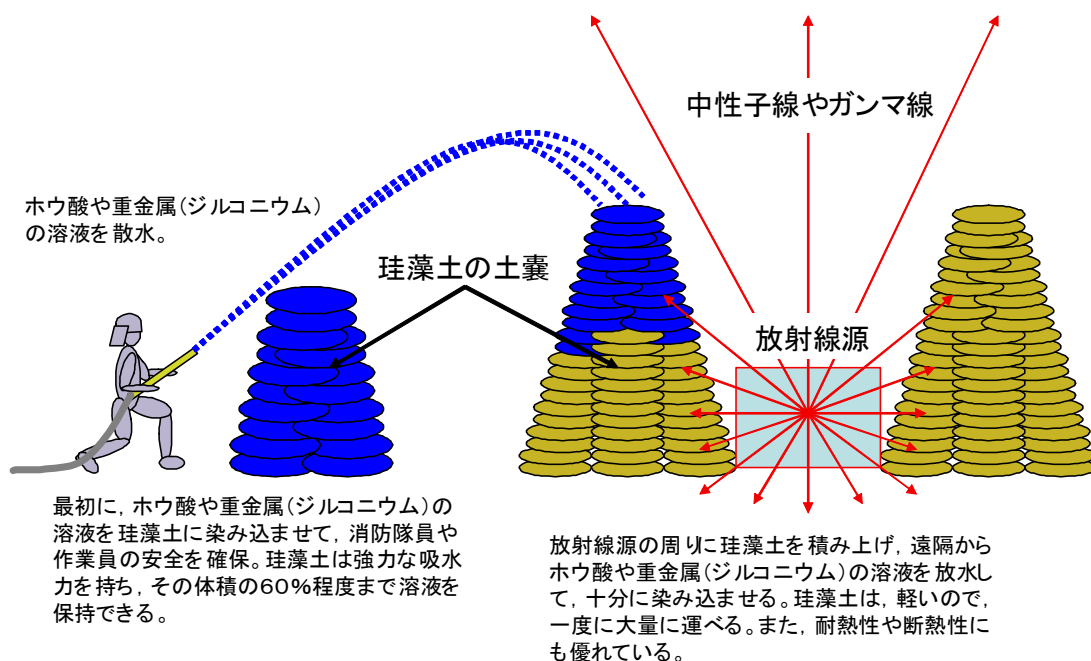 中性子線やガンマ線
ホウ酸や重金属(ジルコニウム)
の溶液を散水。
珪藻土の土嚢
放射線源
最初に,ホウ酸や重金属(ジルコニウム)の
溶液を珪藻土に染み込ませて,消防隊員や
作業員の安全を確保。珪藻土は強力な吸水
力を持ち,その体積の60%程度まで溶液を
保持できる。
放射線源の周りに珪藻土を積み上げ,遠隔から
ホウ酸や重金属(ジルコニウム)の溶液を放水し
て,十分に染み込ませる。珪藻土は,軽いので,
一度に大量に運べる。また,耐熱性や断熱性に
も優れている。